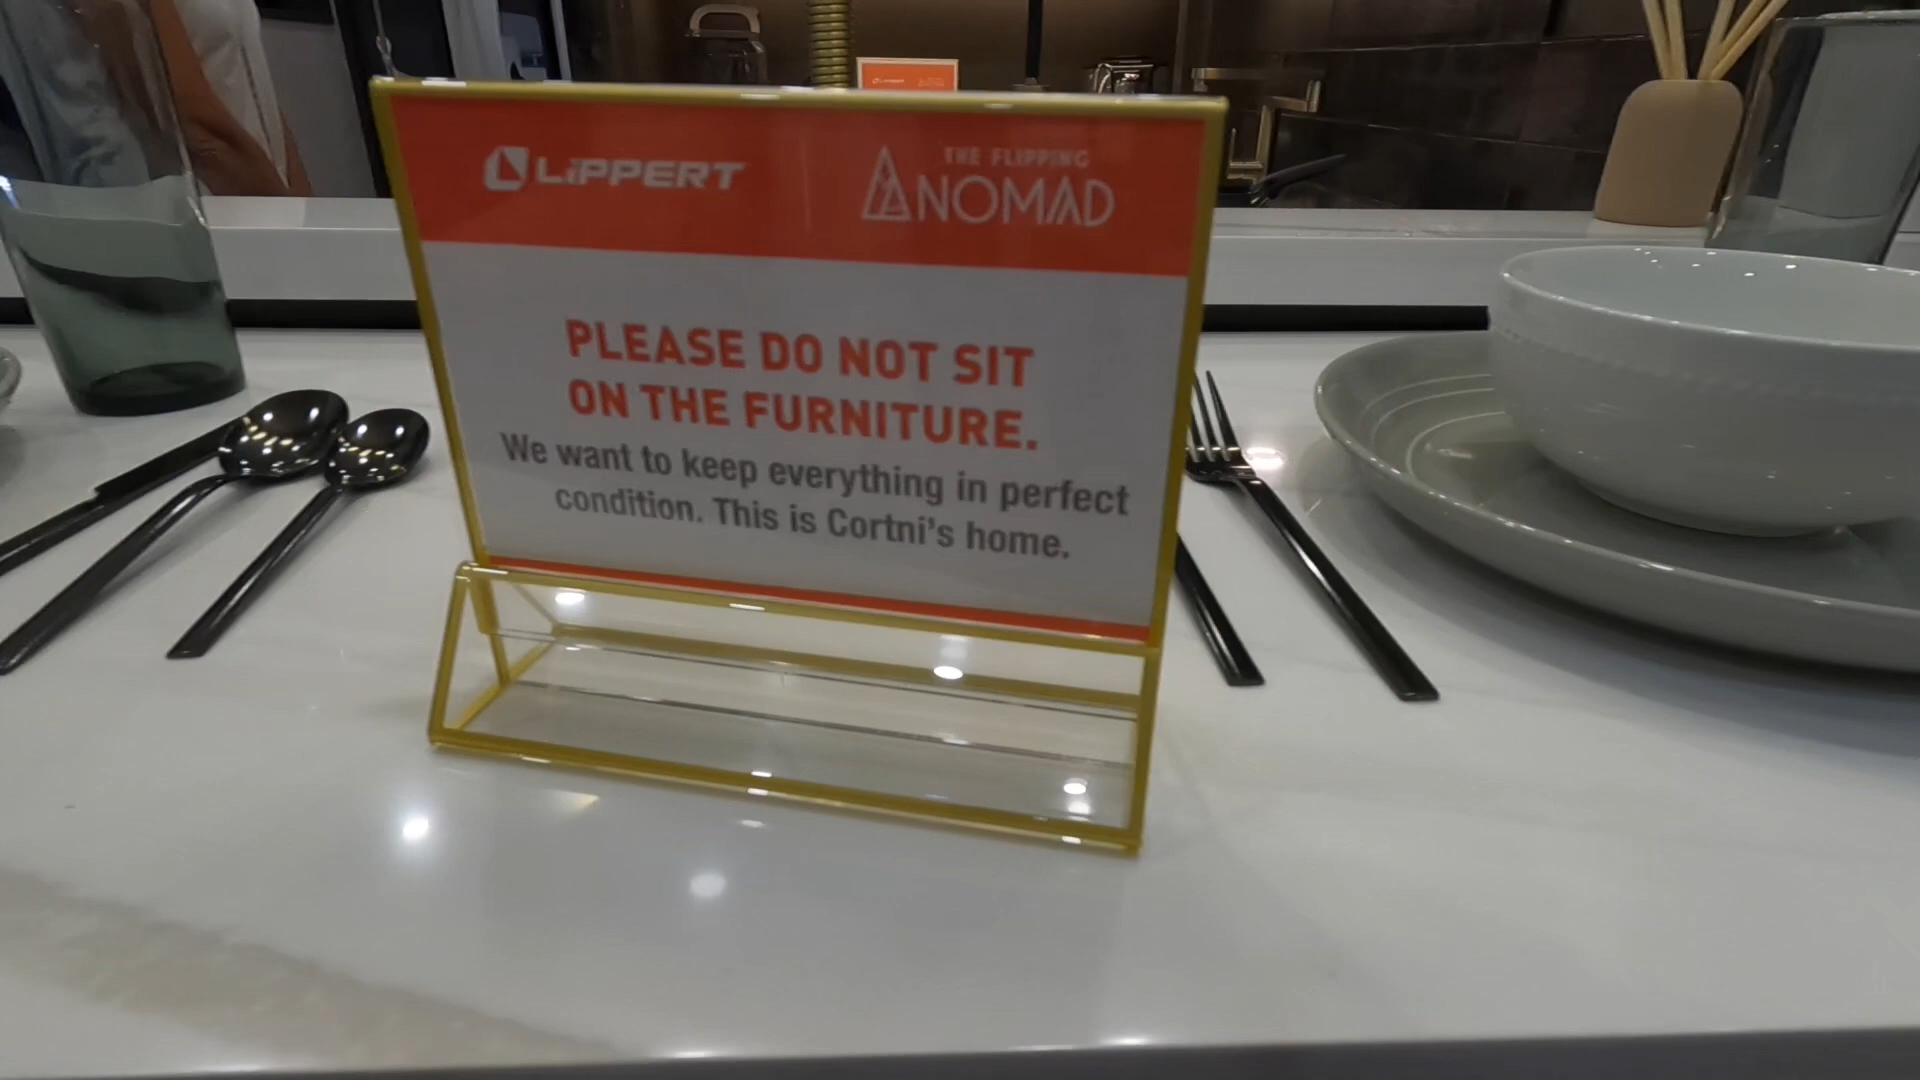 LiPPERT
THE FLIPPING
NOMAD
PLEASE DO NOT SIT
ON THE FURNITURE.
We want to keep everything in perfect
condition. This is Cortni's home.